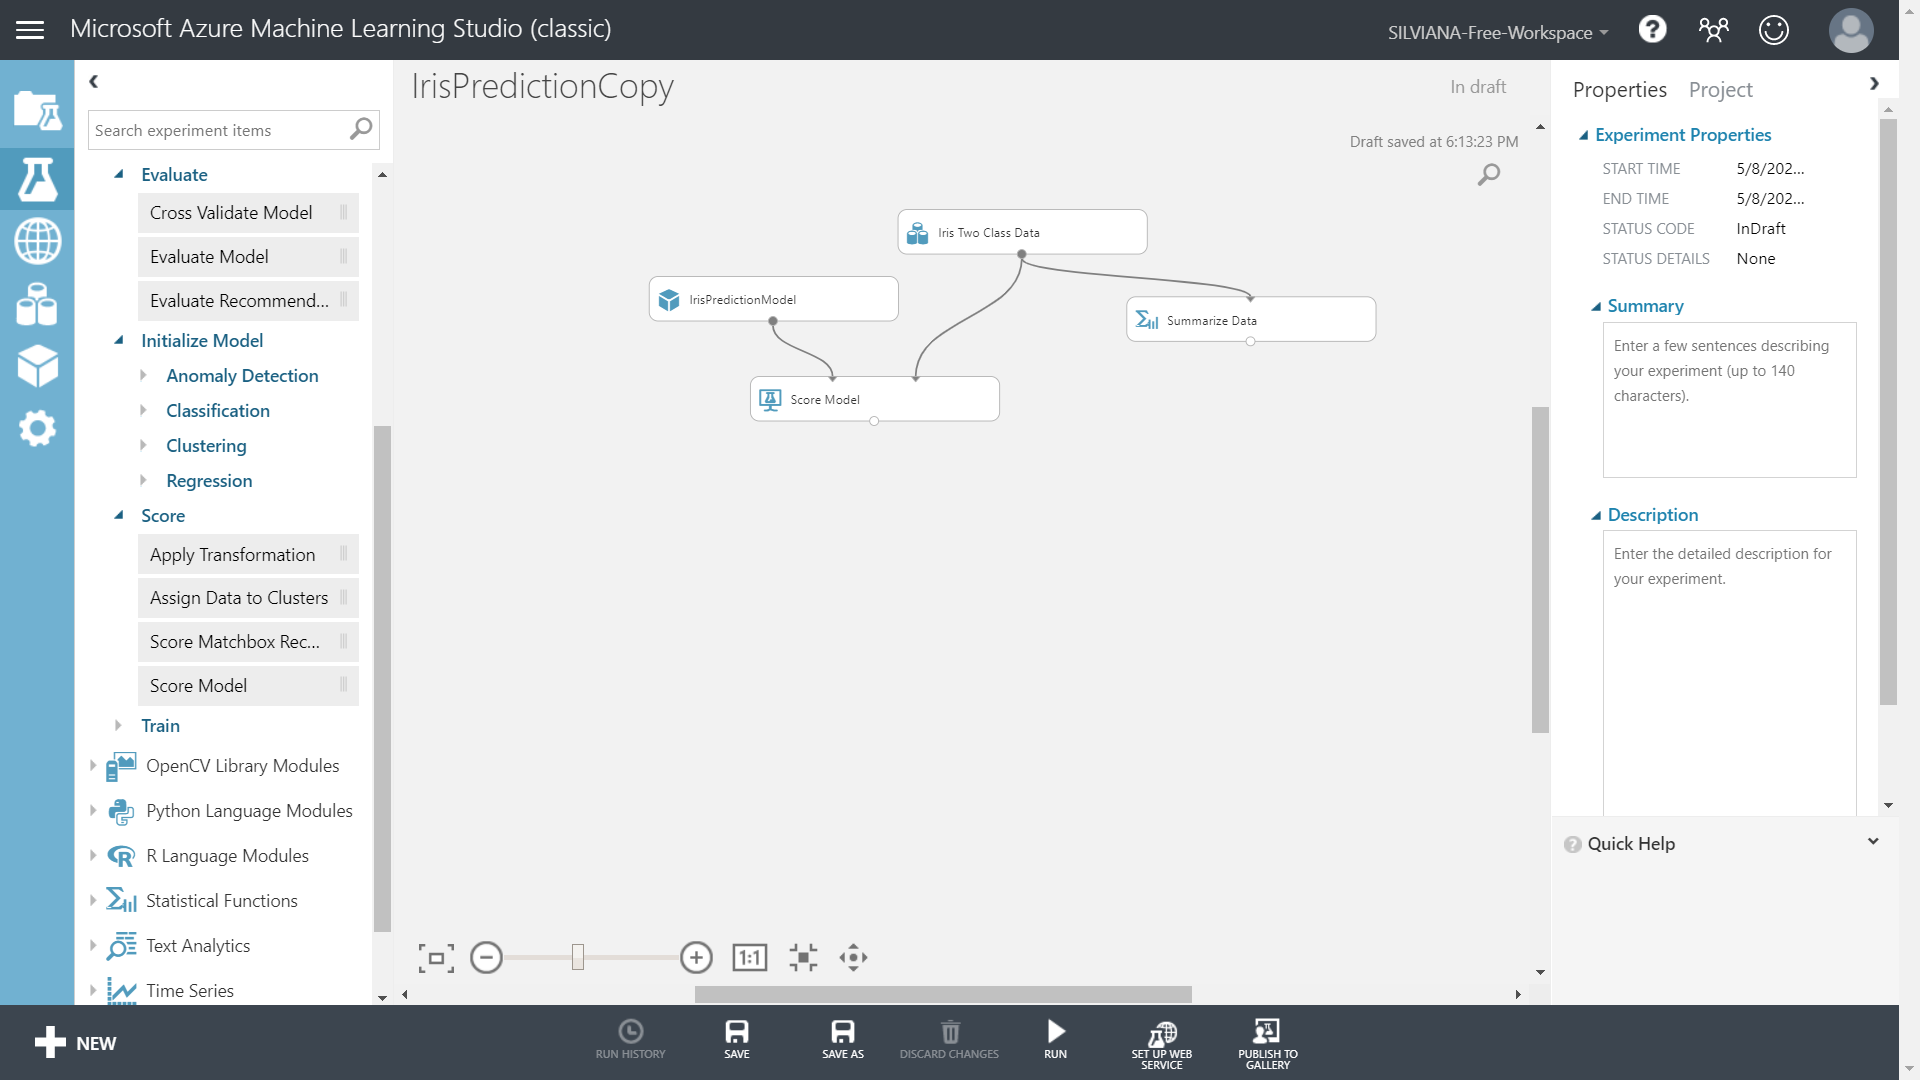 Microsoft Azure Machine Learning Studio (classic)
SILVIANA-Free-Workspace
?
Search experiment items
Evaluate
Cross Validate Model
Evaluate Model
Evaluate Recommend...
Initialize Model
Anomaly Detection
Classification
Clustering
Regression
Score
Apply Transformation
Assign Data to Clusters
Score Matchbox Rec...
Score Model
Train
OpenCV Library Modules
Python Language Modules
R Language Modules
Statistical Functions
Text Analytics
Time Series
IrisPredictionCopy
In draft
Draft saved at 6:13:23 PM
Iris Two Class Data
IrisPredictionModel
Summarize Data
Score Model
1:1
Properties
Project
Experiment Properties
START TIME 5/8/202...
END TIME 5/8/202...
STATUS CODE InDraft
STATUS DETAILS None
Summary
Enter a few sentences describing
your experiment (up to 140
characters).
Description
Enter the detailed description for
your experiment.
? Quick Help
NEW
RUN HISTORY
SAVE
SAVE AS
DISCARD CHANGES
RUN
SET UP WEB
SERVICE
PUBLISH TO
GALLERY